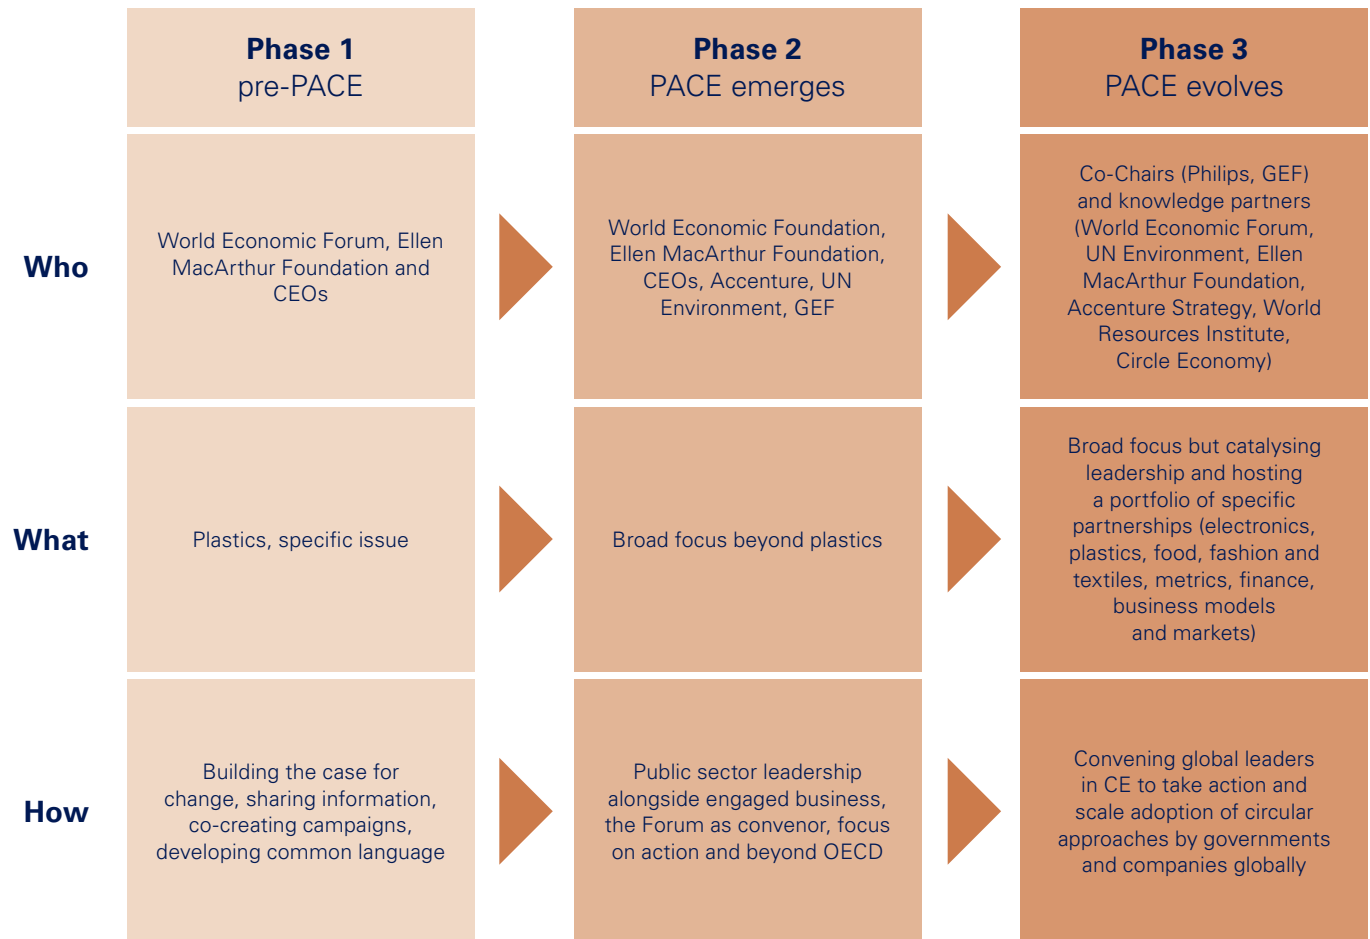 Phase 1
pre-PACE
Phase 2
PACE emerges
Phase 3
PACE evolves
Who
World Economic Forum, Ellen
MacArthur Foundation and
CEOs
World Economic Foundation,
Ellen MacArthur Foundation,
CEOs, Accenture, UN
Environment, GEF
Co-Chairs (Philips, GEF)
and knowledge partners
(World Economic Forum,
UN Environment, Ellen
MacArthur Foundation,
Accenture Strategy, World
Resources Institute,
Circle Economy)
What
Plastics, specific issue
Broad focus beyond plastics
Broad focus but catalysing
leadership and hosting
a portfolio of specific
partnerships (electronics,
plastics, food, fashion and
textiles, metrics, finance,
business models
and markets)
How
Building the case for
change, sharing information,
co-creating campaigns,
developing common language
Public sector leadership
alongside engaged business,
the Forum as convenor, focus
on action and beyond OECD
Convening global leaders
in CE to take action and
scale adoption of circular
approaches by governments
and companies globally